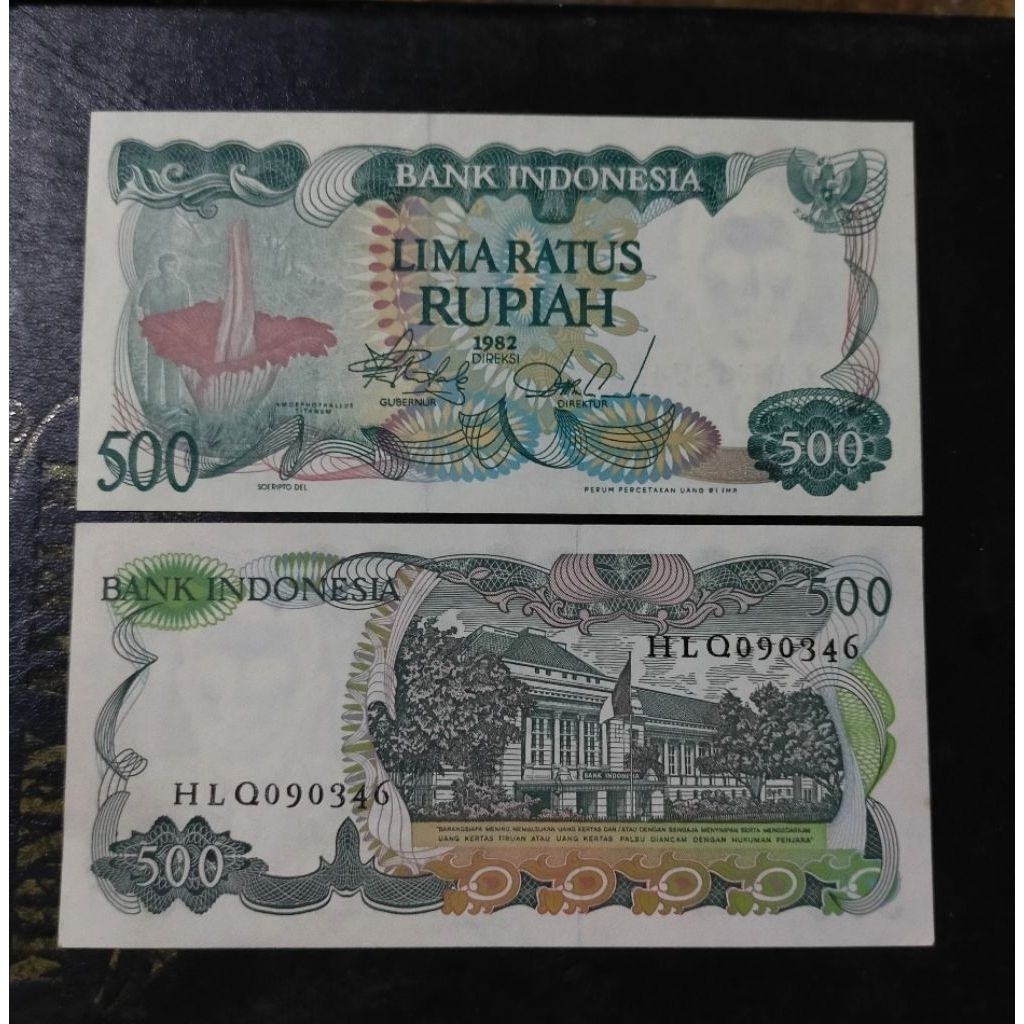 BANK INDONESIA
LIMA RATUS
RUPIAH
1982
DIREKSI
GUBERNUR
DIREKTUR
AMORPHOPHALLUS
TITANUM
500
500
SOERIPTO DEL
PERUM PERCETAKAN UANG RI IMP.
BANK INDONESIA
500
HLQ090346
BANK INDONESIA
HLQ090346
"BARANGSIAPA MENIRU, MEMALSUKAN UANG KERTAS DAN / ATAU DENGAN SENGAJA MENYIMPAN SERTA MENGEDARKAN
UANG KERTAS TIRUAN ATAU UANG KERTAS PALSU DIANCAM DENGAN HUKUMAN PENJARA"
500